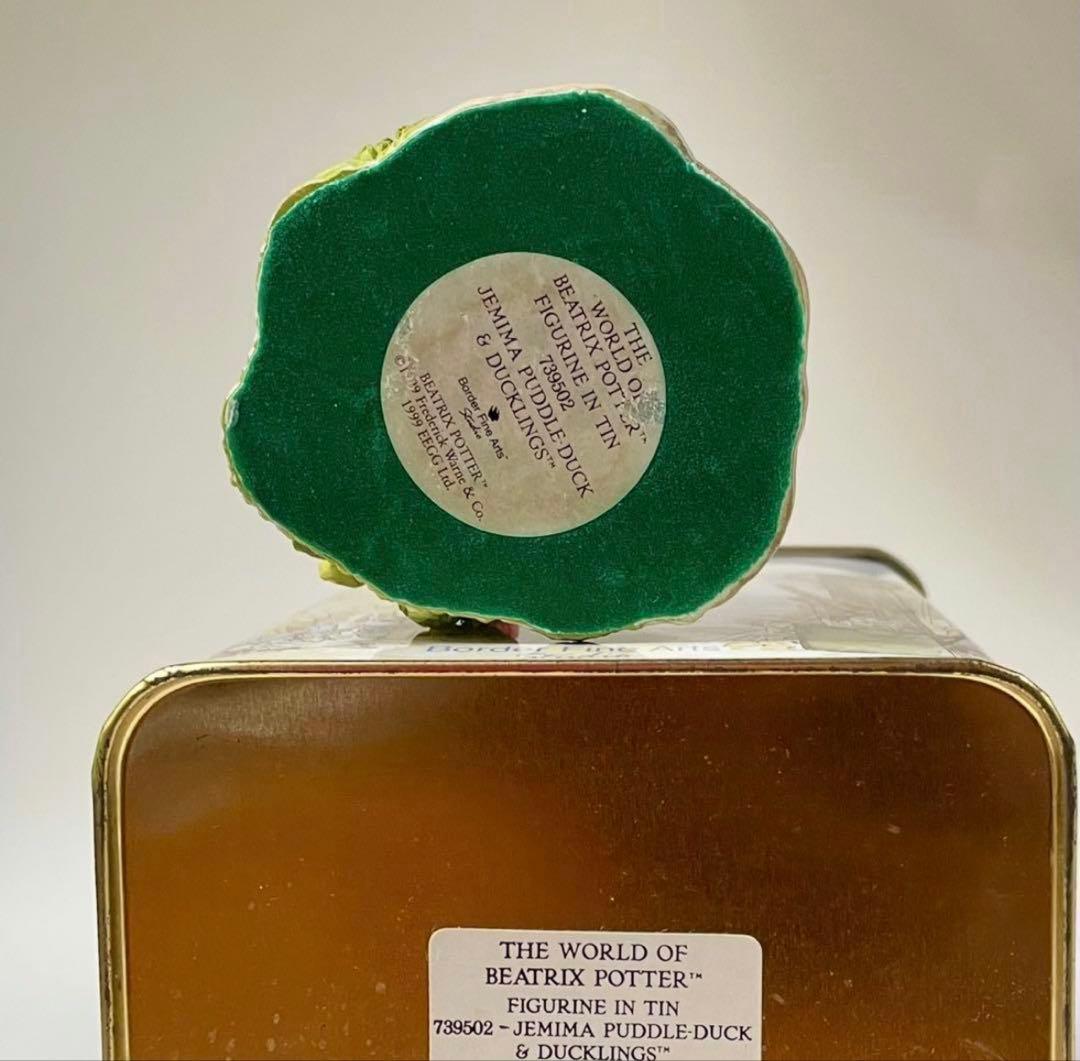 THE
WORLD OF
BEATRIX POTTER™
FIGURINE IN TIN
739502
JEMIMA PUDDLE-DUCK
& DUCKLINGS™
Border Fine Arts™
Studio
BEATRIX POTTER™
Frederick Warne & Co.
1999 EEGG Ltd.
Border Fine Arts
Studio
THE WORLD OF
BEATRIX POTTER™
FIGURINE IN TIN
739502 – JEMIMA PUDDLE-DUCK
& DUCKLINGS™